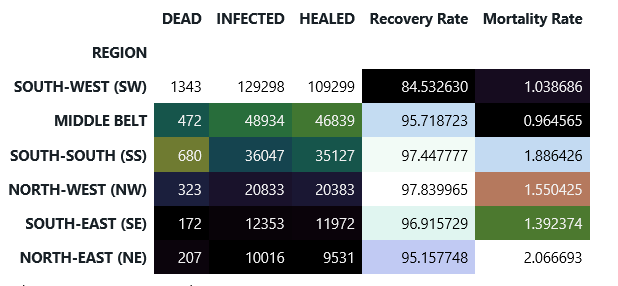 DEAD INFECTED HEALED Recovery Rate Mortality Rate
REGION
SOUTH-WEST (SW) 1343 129298 109299 84.532630 1.038686
MIDDLE BELT 472 48934 46839 95.718723 0.964565
SOUTH-SOUTH (SS) 680 36047 35127 97.447777 1.886426
NORTH-WEST (NW) 323 20833 20383 97.839965 1.550425
SOUTH-EAST (SE) 172 12353 11972 96.915729 1.392374
NORTH-EAST (NE) 207 10016 9531 95.157748 2.066693